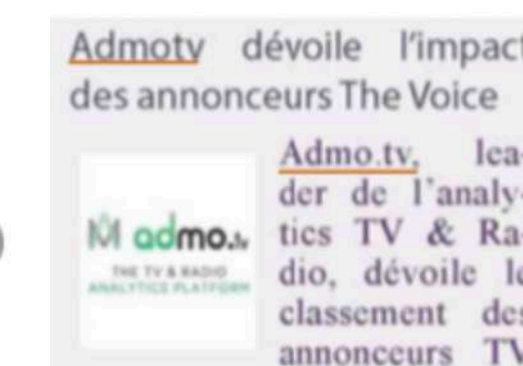 Admotv dévoile l'impact
des annonceurs The Voice
Admo.tv, lea-
der de l'analy-
tics TV & Ra-
dio, dévoile le
classement des
annonceurs TV
admo.tv
THE TV & RADIO
ANALYTICS PLATFORM